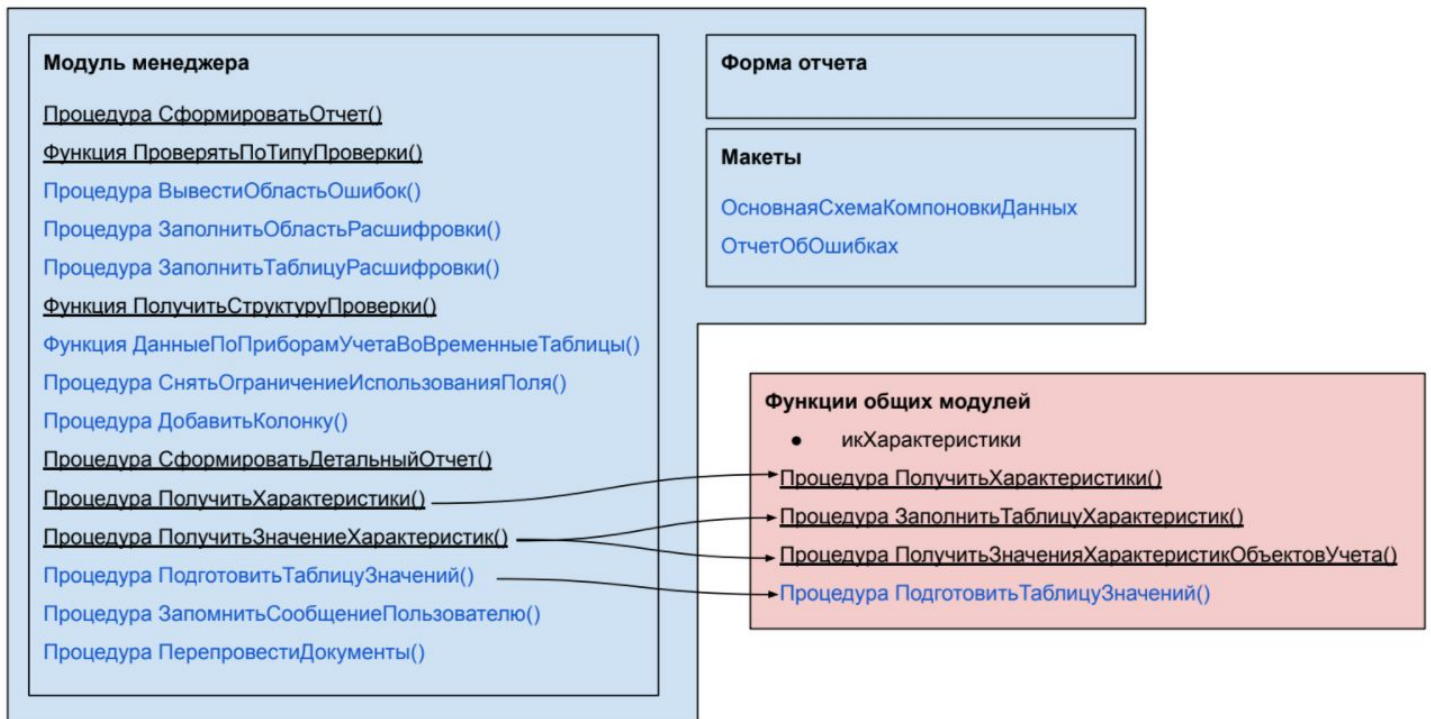 Модуль менеджера
Процедура СформироватьОтчет()
Функция ПроверятьПоТипуПроверки()
Процедура ВывестиОбластьОшибок()
Процедура ЗаполнитьОбластьРасшифровки()
Процедура ЗаполнитьТаблицуРасшифровки()
Функция ПолучитьСтруктуруПроверки()
Функция ДанныеПоПриборамУчетаВоВременныеТаблицы()
Процедура СнятьОграничениеИспользованияПоля()
Процедура ДобавитьКолонку()
Процедура СформироватьДетальныйОтчет()
Процедура ПолучитьХарактеристики()
Процедура ПолучитьЗначениеХарактеристик()
Процедура ПодготовитьТаблицуЗначений()
Процедура ЗапомнитьСообщениеПользователю()
Процедура ПерепровестиДокументы()
Форма отчета
Макеты
ОсновнаяСхемаКомпоновкиДанных
ОтчетОбОшибках
Функции общих модулей
● икХарактеристики
Процедура ПолучитьХарактеристики()
Процедура ЗаполнитьТаблицуХарактеристик()
Процедура ПолучитьЗначенияХарактеристикОбъектовУчета()
Процедура ПодготовитьТаблицуЗначений()